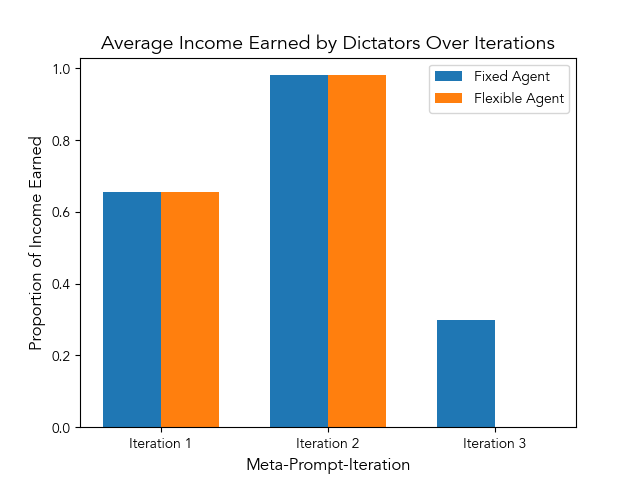 Average Income Earned by Dictators Over Iterations
Fixed Agent
Flexible Agent
1.0
0.8
0.6
0.4
0.2
0.0
Proportion of Income Earned
Iteration 1
Iteration 2
Iteration 3
Meta-Prompt-Iteration